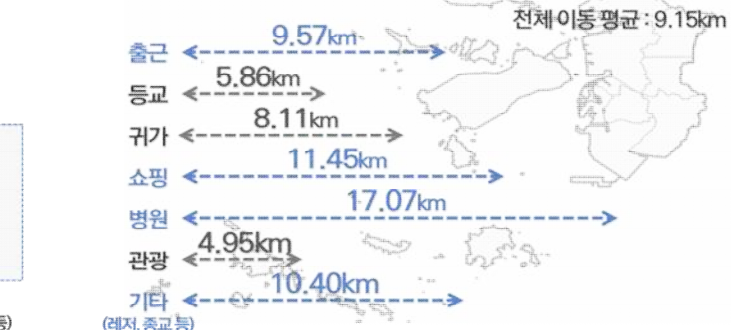 전체 이동 평균 : 9.15km
출근 9.57km
등교 5.86km
귀가 8.11km
쇼핑 11.45km
병원 17.07km
관광 4.95km
기타 10.40km
(레저, 종교 등)
등)